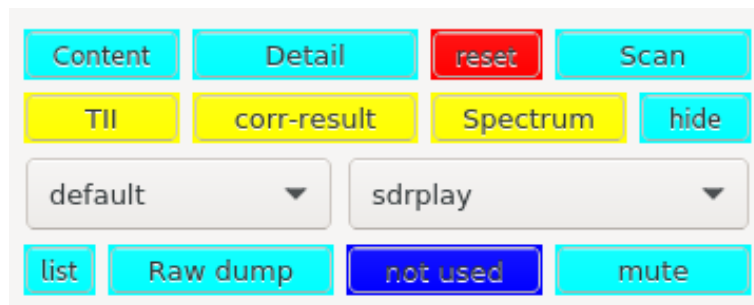 Content Detail reset Scan
TII corr-result Spectrum hide
default sdrplay
list Raw dump not used mute